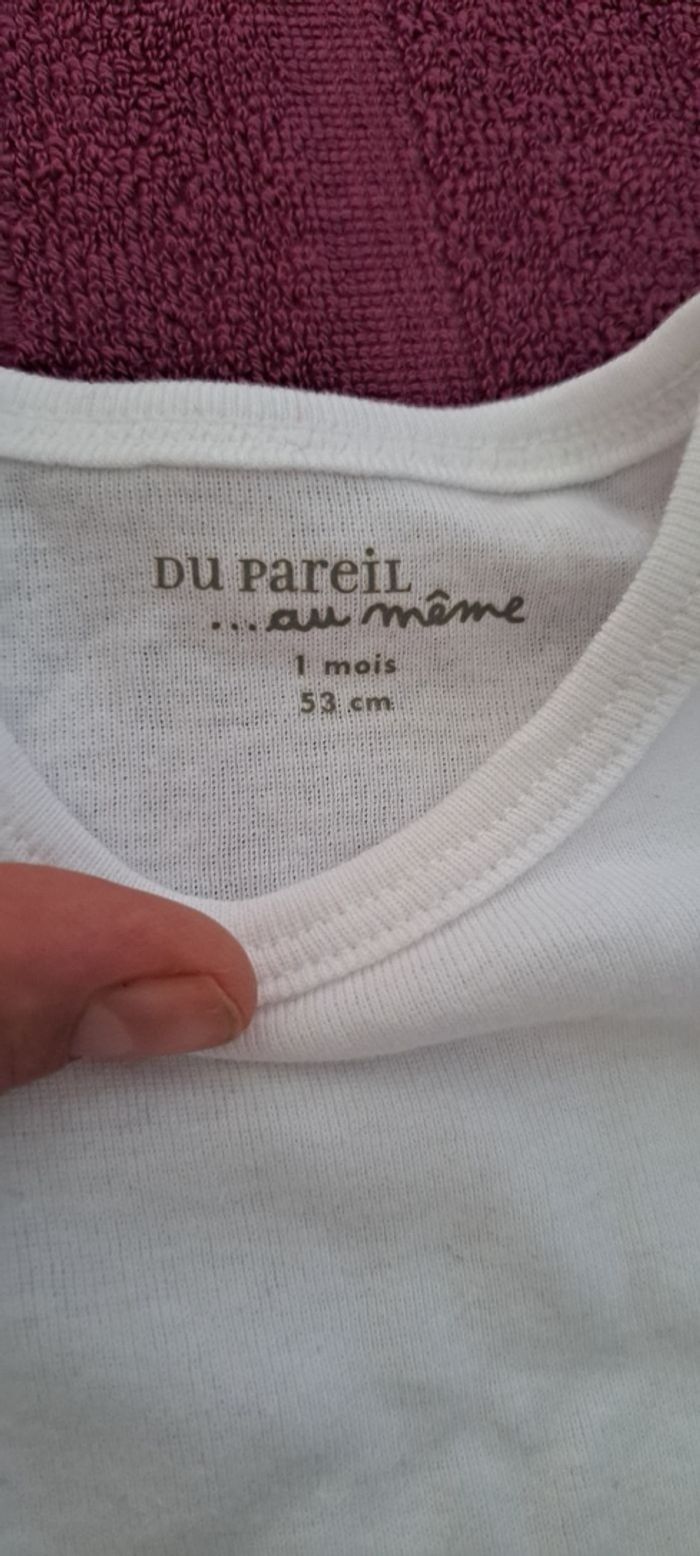 Du Pareil
...au même
1 mois
53 cm